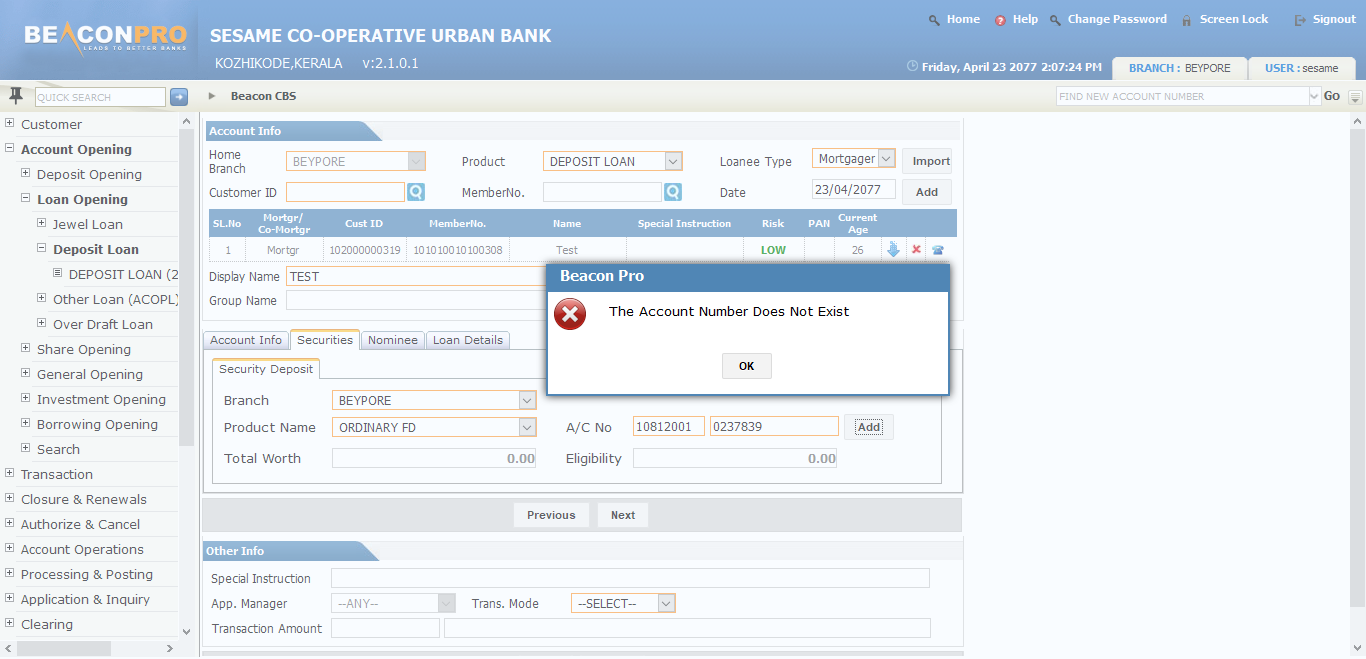 BEACONPRO
LEADS TO BETTER BANKS
SESAME CO-OPERATIVE URBAN BANK
KOZHIKODE,KERALA v:2.1.0.1
Home Help Change Password Screen Lock Signout
Friday, April 23 2077 2:07:24 PM BRANCH : BEYPORE USER : sesame
QUICK SEARCH Beacon CBS FIND NEW ACCOUNT NUMBER Go
Customer
Account Opening
Deposit Opening
Loan Opening
Jewel Loan
Deposit Loan
DEPOSIT LOAN (2
Other Loan (ACOPL)
Over Draft Loan
Share Opening
General Opening
Investment Opening
Borrowing Opening
Search
Transaction
Closure & Renewals
Authorize & Cancel
Account Operations
Processing & Posting
Application & Inquiry
Clearing
Account Info
Home Branch BEYPORE Product DEPOSIT LOAN Loanee Type Mortgager Import
Customer ID MemberNo. Date 23/04/2077 Add
SL.No Mortgr/ Co-Mortgr Cust ID MemberNo. Name Special Instruction Risk PAN Current Age
1 Mortgr 102000000319 101010010100308 Test LOW 26
Display Name TEST
Group Name
Beacon Pro
The Account Number Does Not Exist
OK
Account Info Securities Nominee Loan Details
Security Deposit
Branch BEYPORE
Product Name ORDINARY FD A/C No 10812001 0237839 Add
Total Worth 0.00 Eligibility 0.00
Previous Next
Other Info
Special Instruction
App. Manager --ANY-- Trans. Mode --SELECT--
Transaction Amount